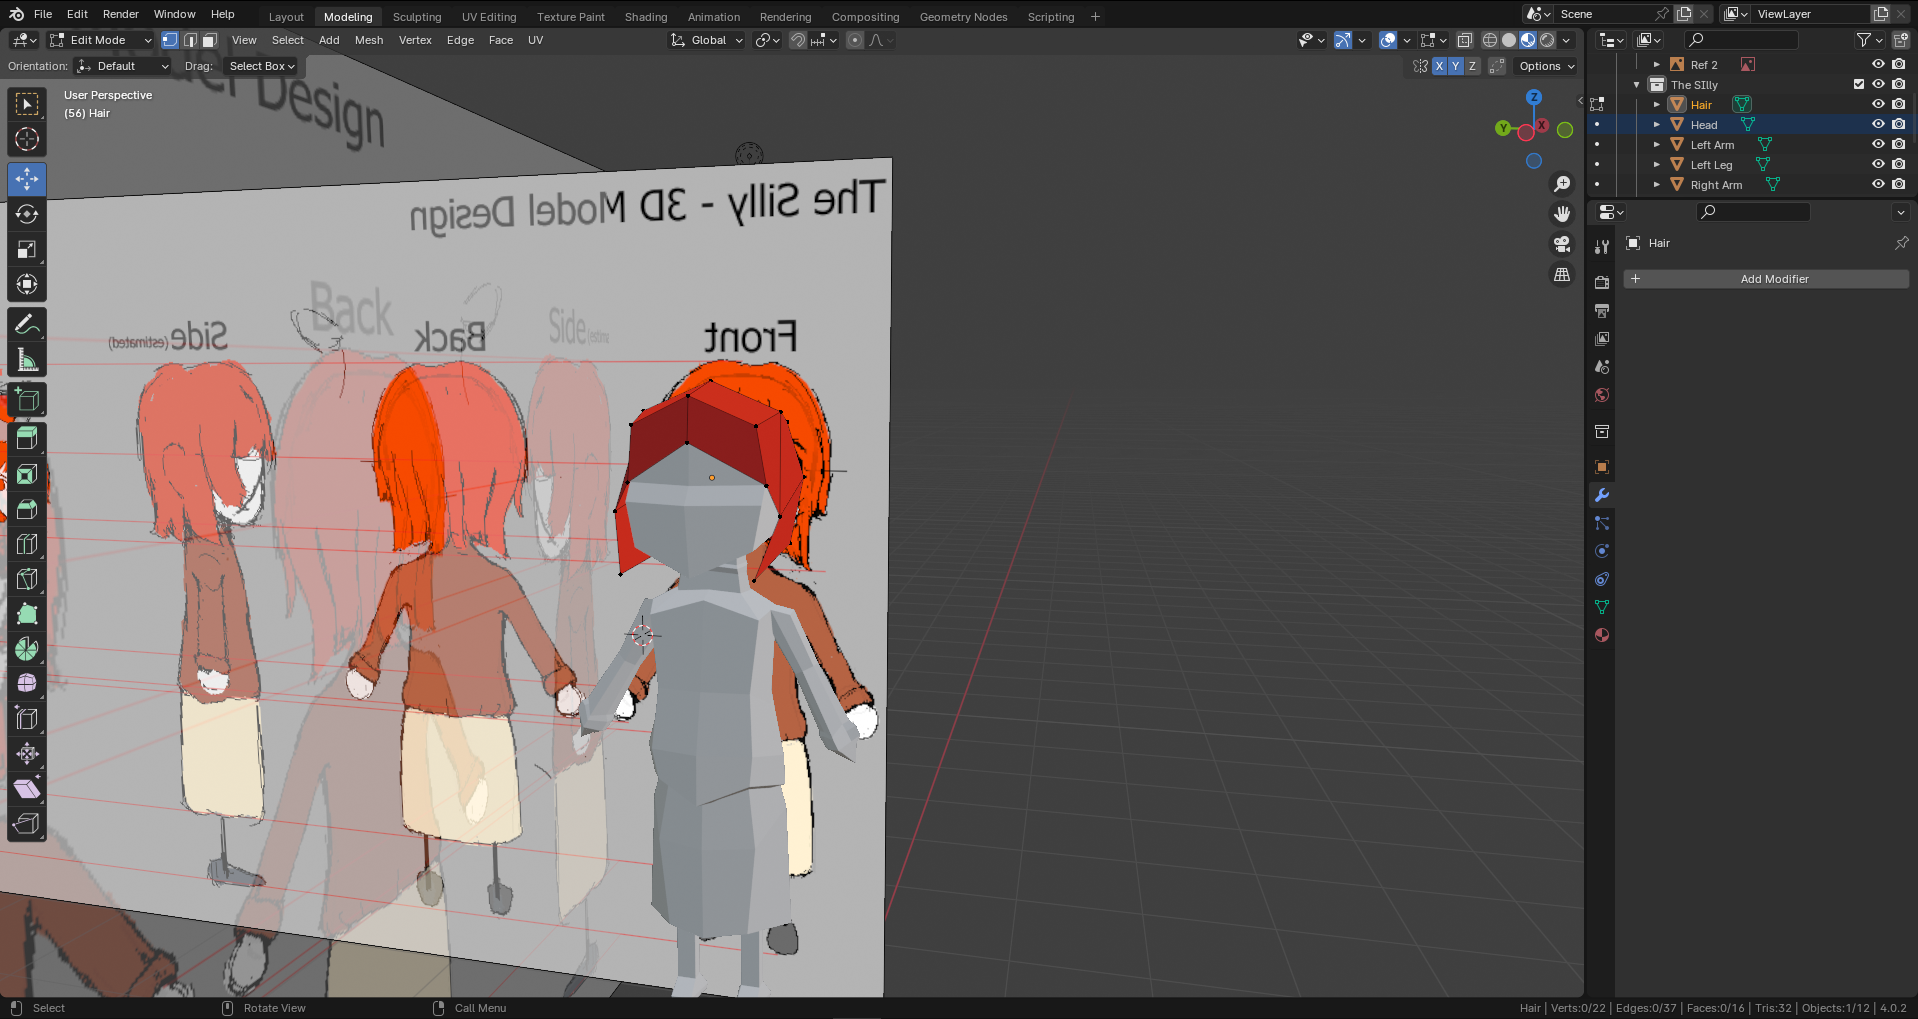 File Edit Render Window Help Layout Modeling Sculpting UV Editing Texture Paint Shading Animation Rendering Compositing Geometry Nodes Scripting + Scene ViewLayer
Edit Mode View Select Add Mesh Vertex Edge Face UV Global
Orientation: Default Drag: Select Box X Y Z Options
Ref 2
The SIlly
Hair
Head
Left Arm
Left Leg
Right Arm
User Perspective
(56) Hair
Design
The Silly - 3D Model Design
Z
Y X
Back
Side (estimated)
Back
Side
Front
Hair
Add Modifier
Select Rotate View Call Menu Hair | Verts:0/22 | Edges:0/37 | Faces:0/16 | Tris:32 | Objects:1/12 | 4.0.2